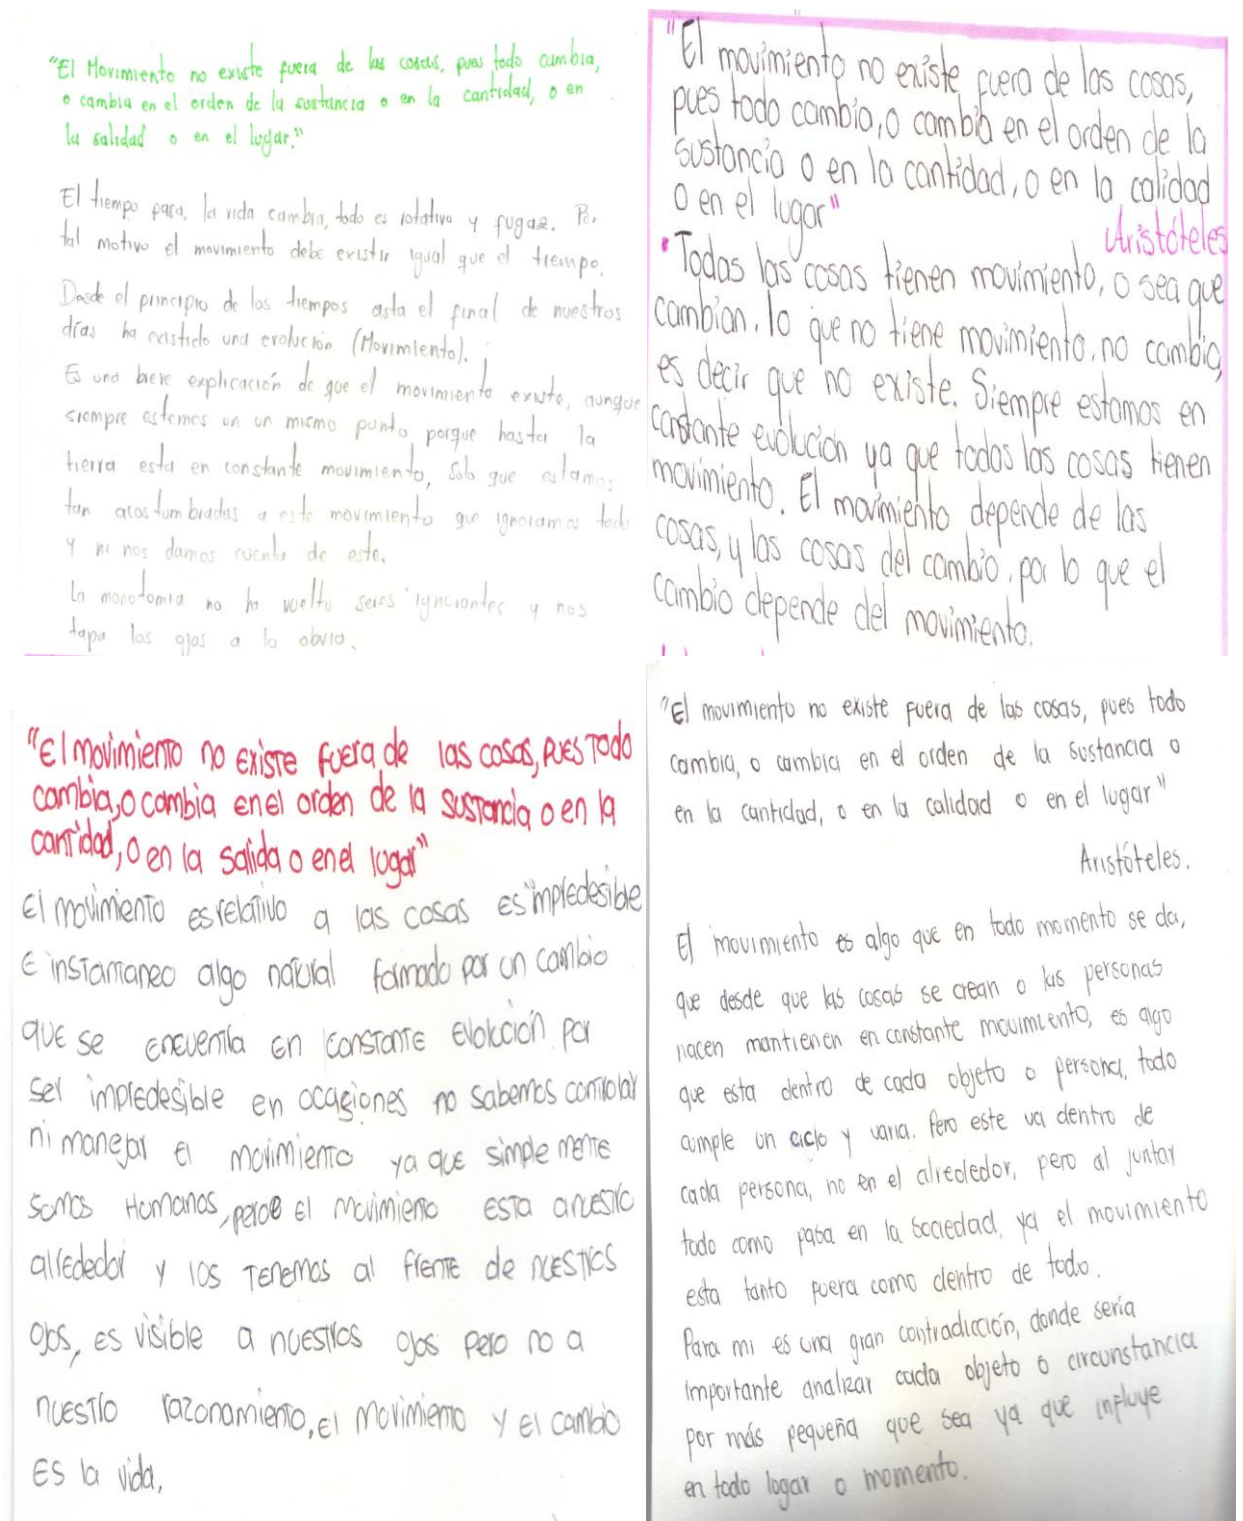 "El Movimiento no existe fuera de las cosas, pues todo cambia,
o cambia en el orden de la sustancia o en la cantidad, o en
la salidad o en el lugar."
El tiempo pasa, la vida cambia, todo es rotativo y fugaz. Por
tal motivo el movimiento debe existir igual que el tiempo.
Desde el principio de los tiempos asta el final de nuestros
días ha existido una evolución (Movimiento).
Es una breve explicación de que el movimiento existe, aunque
siempre estemos en un mismo punto, porque hasta la
tierra esta en constante movimiento, solo que estamos
tan acostumbradas a este movimiento que ignoramos todo
y ni nos damos cuenta de este.
La monotomia no ha vuelto seres ignorantes y nos
tapa los ojos a lo obvio.
"El movimiento no existe fuera de las cosas,
pues todo cambia, o cambia en el orden de la
sustancia o en la cantidad, o en la calidad
o en el lugar"
Aristóteles
• Todas las cosas tienen movimiento, o sea que
cambian, lo que no tiene movimiento, no cambia,
es decir que no existe. Siempre estamos en
constante evolución ya que todas las cosas tienen
movimiento. El movimiento depende de las
cosas, y las cosas del cambio, por lo que el
cambio depende del movimiento.
"El movimiento no existe fuera de las cosas, pues todo
cambia, o cambia en el orden de la sustancia o en la
cantidad, o en la salida o en el lugar"
El movimiento es relativo a las cosas es impredesible
e instantaneo algo natural formado por un cambio
que se encuentra en constante evolución por
ser impredesible en ocaciones no sabemos controlar
ni manejar el movimiento ya que simple mente
somos Humanos, pero el movimiento esta a nuestro
alrededor y los tenemos al frente de nuestros
ojos, es visible a nuestros ojos pero no a
nuestro razonamiento, el movimiento y el cambio
es la vida.
"El movimiento no existe fuera de las cosas, pues todo
cambia, o cambia en el orden de la sustancia o
en la cantidad, o en la calidad o en el lugar"
Aristóteles.
El movimiento es algo que en todo momento se da,
que desde que las cosas se crean o las personas
nacen mantienen en constante movimiento, es algo
que esta dentro de cada objeto o persona, todo
cumple un ciclo y varia. Pero este va dentro de
cada persona, no en el alrededor, pero al juntar
todo como pasa en la sociedad, ya el movimiento
esta tanto fuera como dentro de todo.
Para mi es una gran contradicción, donde sería
importante analizar cada objeto o circunstancia
por más pequeña que sea ya que influye
en todo logar o momento.